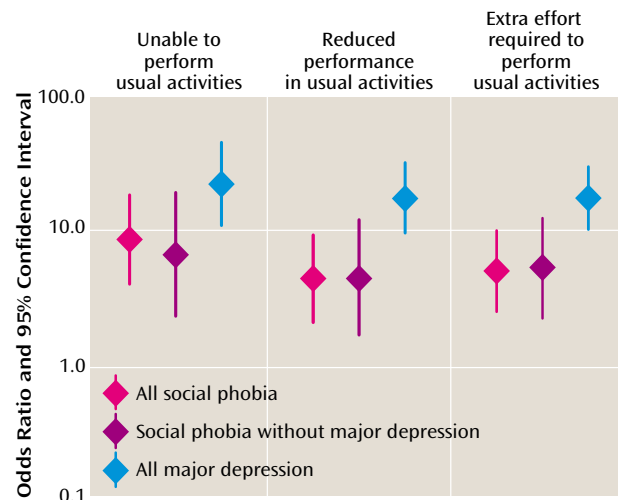 Unable to
perform
usual activities
Reduced
performance
in usual activities
Extra effort
required to
perform
usual activities
Odds Ratio and 95% Confidence Interval
100.0
10.0
1.0
0.1
All social phobia
Social phobia without major depression
All major depression